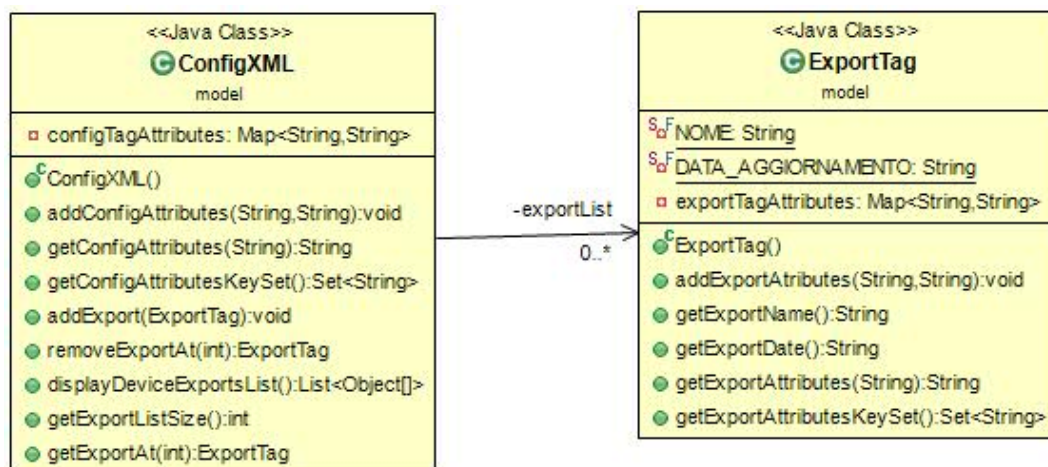 <<Java Class>>
ConfigXML
model
configTagAttributes: Map<String,String>
ConfigXML()
addConfigAttributes(String,String):void
getConfigAttributes(String):String
getConfigAttributesKeySet():Set<String>
addExport(ExportTag):void
removeExportAt(int):ExportTag
displayDeviceExportsList():List<Object[]>
getExportListSize():int
getExportAt(int):ExportTag
-exportList
0..*
<<Java Class>>
ExportTag
model
NOME: String
DATA_AGGIORNAMENTO: String
exportTagAttributes: Map<String,String>
ExportTag()
addExportAtributes(String,String):void
getExportName():String
getExportDate():String
getExportAttributes(String):String
getExportAttributesKeySet():Set<String>